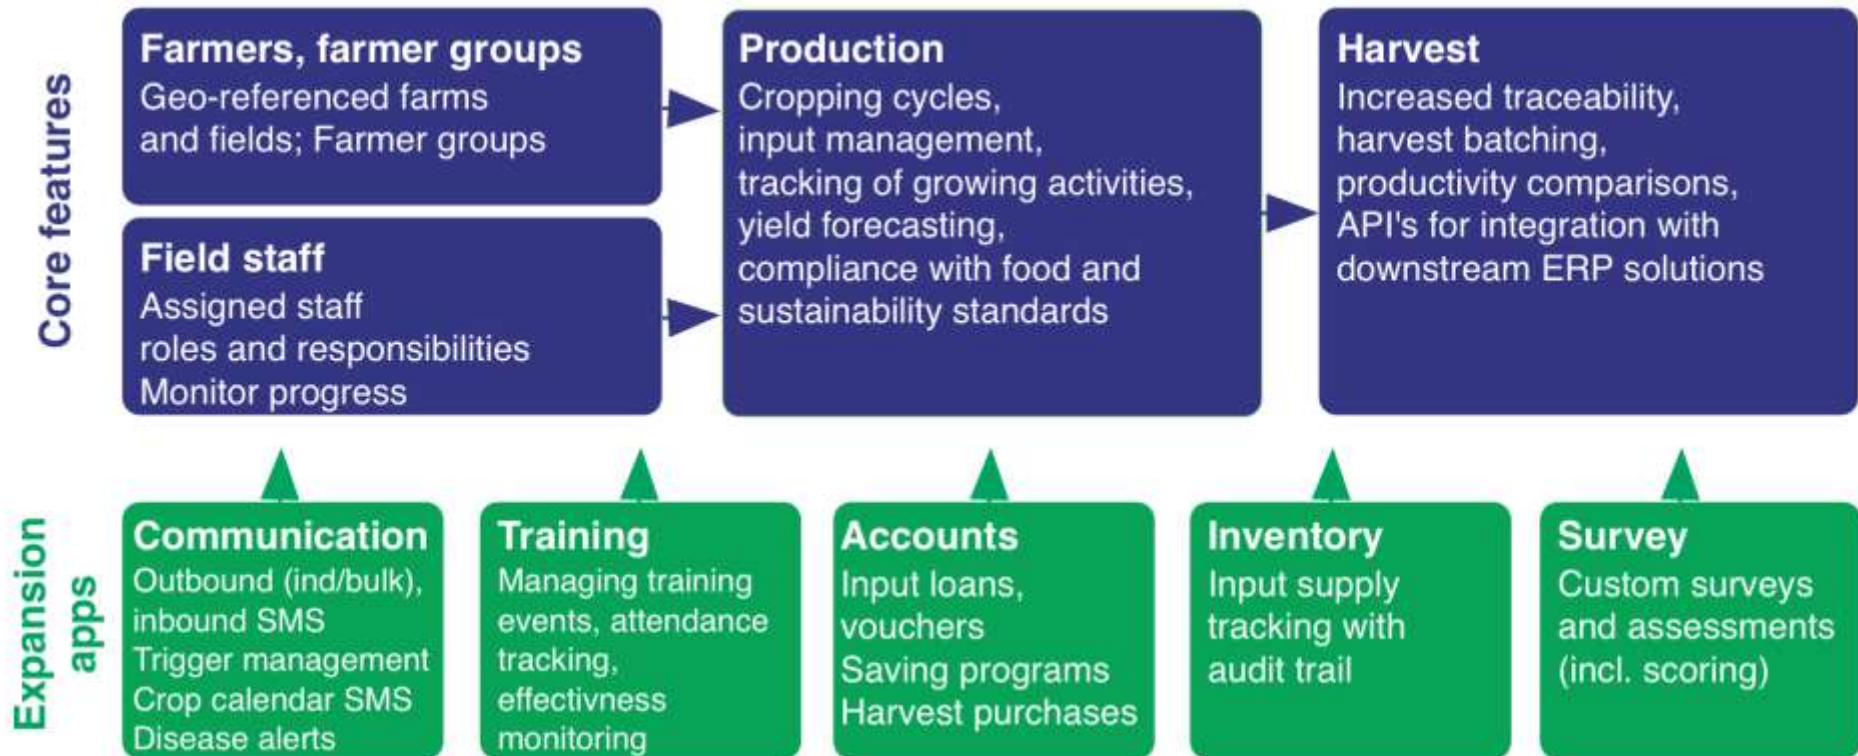 Core features
Farmers, farmer groups
Geo-referenced farms
and fields; Farmer groups
Field staff
Assigned staff
roles and responsibilities
Monitor progress
Production
Cropping cycles,
input management,
tracking of growing activities,
yield forecasting,
compliance with food and
sustainability standards
Harvest
Increased traceability,
harvest batching,
productivity comparisons,
API's for integration with
downstream ERP solutions
Expansion
apps
Communication
Outbound (ind/bulk),
inbound SMS
Trigger management
Crop calendar SMS
Disease alerts
Training
Managing training
events, attendance
tracking,
effectivness
monitoring
Accounts
Input loans,
vouchers
Saving programs
Harvest purchases
Inventory
Input supply
tracking with
audit trail
Survey
Custom surveys
and assessments
(incl. scoring)